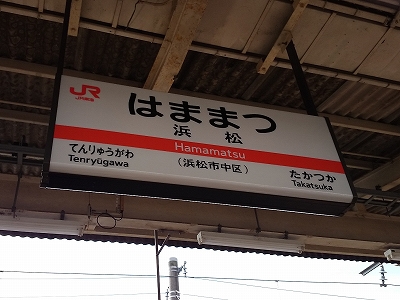 JR
JR東海
はままつ
浜松
Hamamatsu
(浜松市中区)
てんりゅうがわ
Tenryūgawa
たかつか
Takatsuka